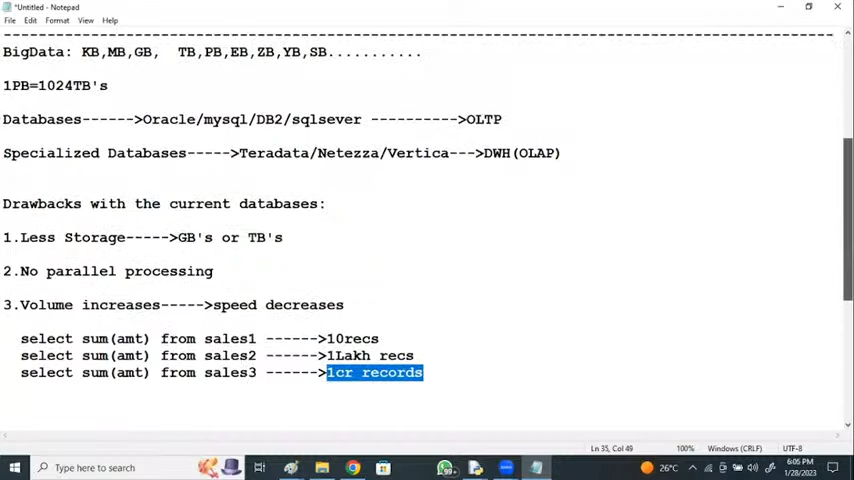 *Untitled - Notepad
File Edit Format View Help
--------------------------------------------------------------------------------
BigData: KB,MB,GB, TB,PB,EB,ZB,YB,SB...........
1PB=1024TB's
Databases------>Oracle/mysql/DB2/sqlsever ---------->OLTP
Specialized Databases----->Teradata/Netezza/Vertica--->DWH(OLAP)
Drawbacks with the current databases:
1.Less Storage----->GB's or TB's
2.No parallel processing
3.Volume increases----->speed decreases
select sum(amt) from sales1 ------>10recs
select sum(amt) from sales2 ------>1Lakh recs
select sum(amt) from sales3 ------>1cr records
Ln 35, Col 49 100% Windows (CRLF) UTF-8
Type here to search 99+ 26°C 6:05 PM
1/28/2023